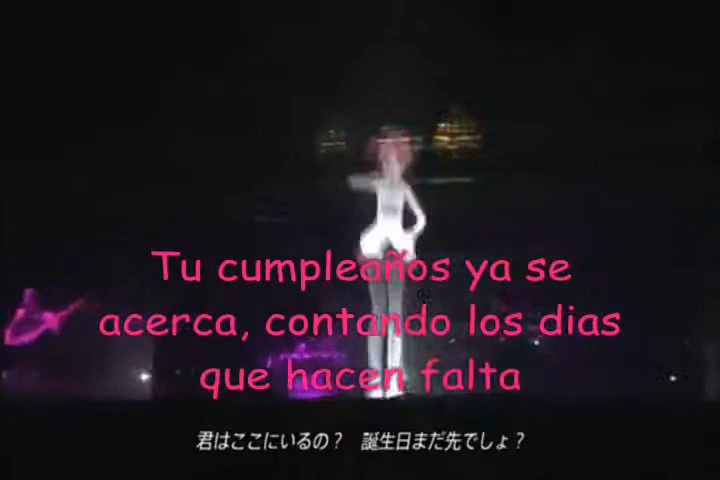 Tu cumpleaños ya se
acerca, contando los dias
que hacen falta
君はここにいるの？ 誕生日まだ先でしょ？